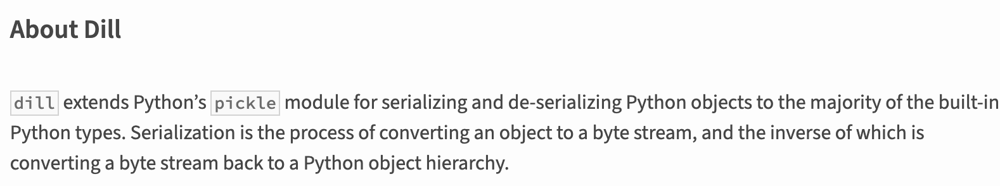 About Dill
dill extends Python’s pickle module for serializing and de-serializing Python objects to the majority of the built-in
Python types. Serialization is the process of converting an object to a byte stream, and the inverse of which is
converting a byte stream back to a Python object hierarchy.